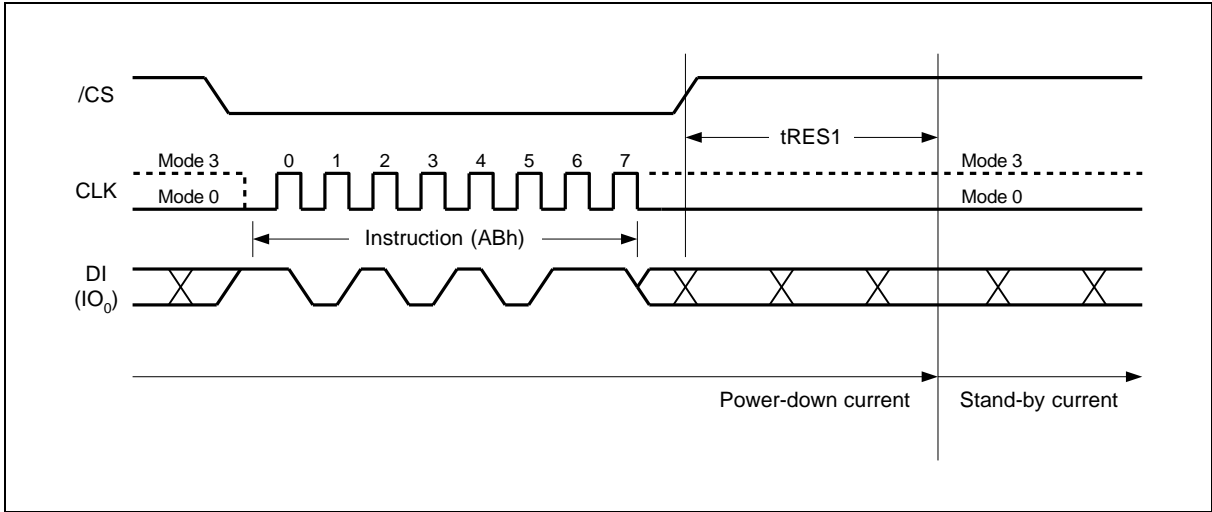 /CS
tRES1
Mode 3 0 1 2 3 4 5 6 7 Mode 3
CLK
Mode 0 Mode 0
Instruction (ABh)
DI
(IO0)
Power-down current Stand-by current